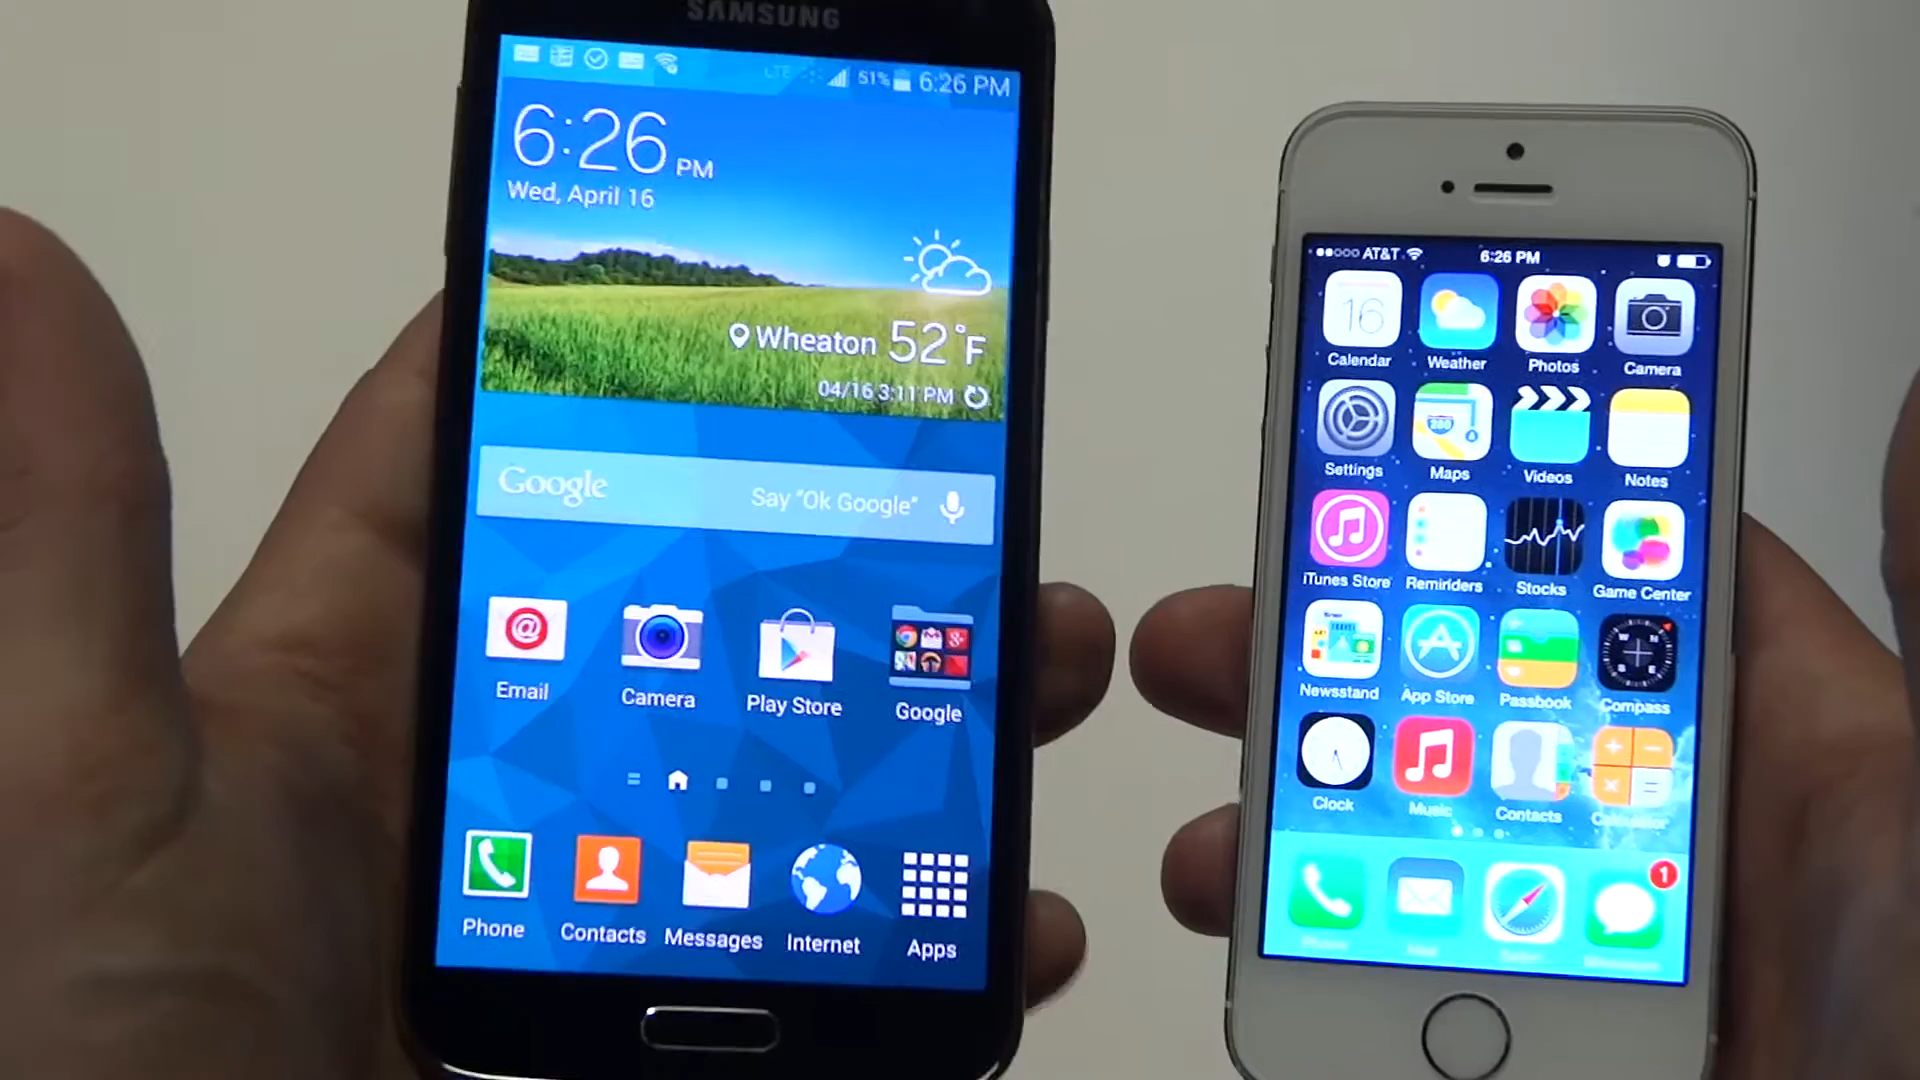 SAMSUNG
LTE 51% 6:26 PM
6:26 PM
Wed, April 16
Wheaton 52°F
04/16 3:11 PM
Google Say "Ok Google"
Email Camera Play Store Google
Phone Contacts Messages Internet Apps
AT&T 6:26 PM
16
Calendar Weather Photos Camera
280
Settings Maps Videos Notes
iTunes Store Reminders Stocks Game Center
Newsstand App Store Passbook Compass
Clock Music Contacts Calculator
1